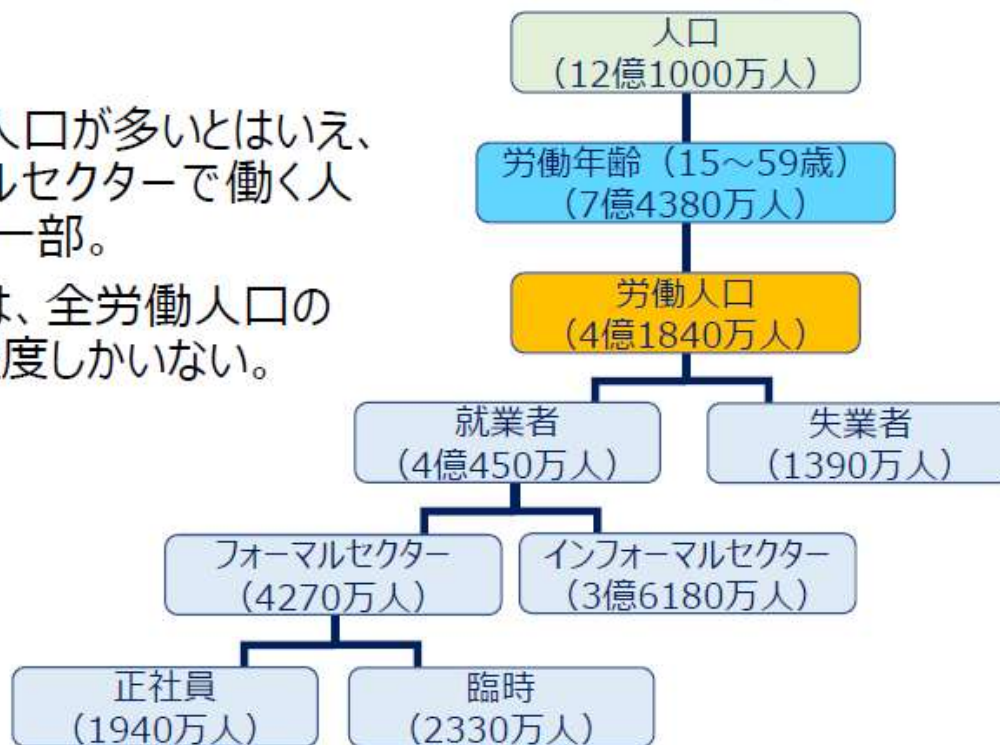 人口が多いとはいえ、
ルセクターで働く人
一部。
は、全労働人口の
度しかいない。
人口
（12億1000万人）
労働年齢（15～59歳）
（7億4380万人）
労働人口
（4億1840万人）
就業者
（4億450万人）
失業者
（1390万人）
フォーマルセクター
（4270万人）
インフォーマルセクター
（3億6180万人）
正社員
（1940万人）
臨時
（2330万人）